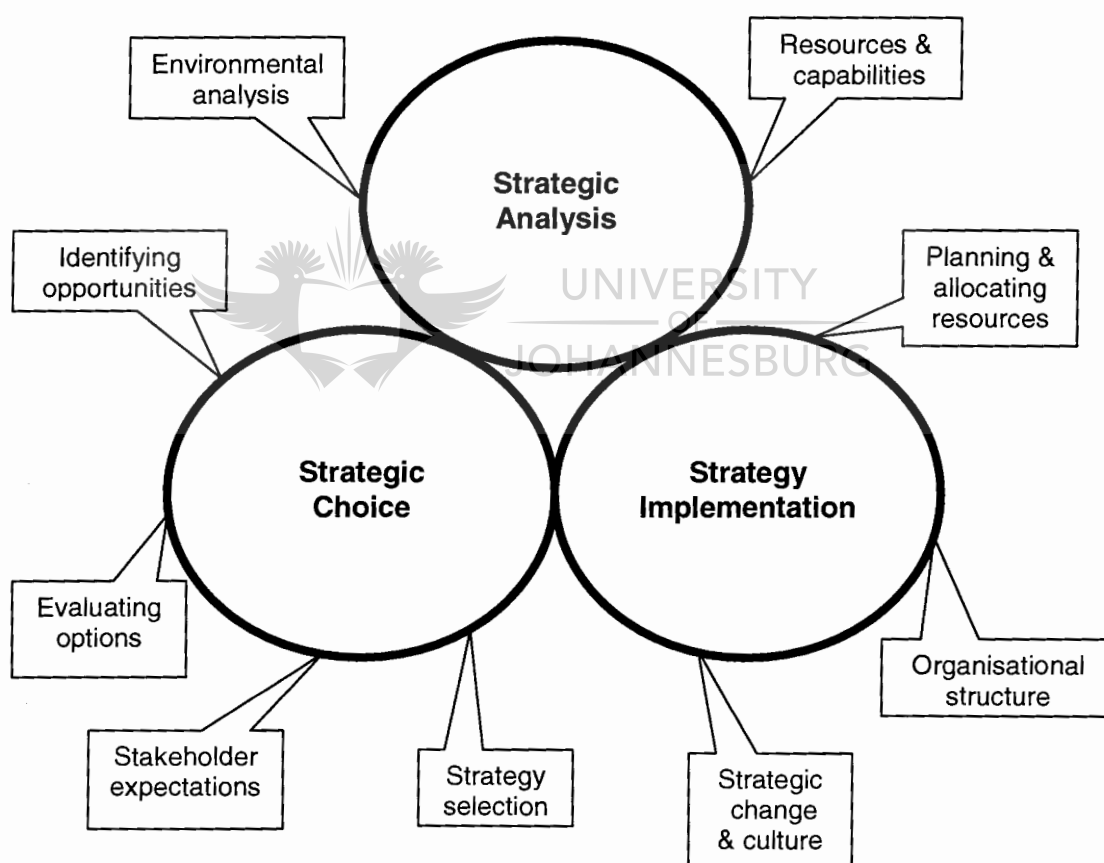 Environmental
analysis
Resources &
capabilities
Strategic
Analysis
Identifying
opportunities
UNIVERSITY
OF
JOHANNESBURG
Planning &
allocating
resources
Strategic
Choice
Strategy
Implementation
Evaluating
options
Organisational
structure
Stakeholder
expectations
Strategy
selection
Strategic
change
& culture